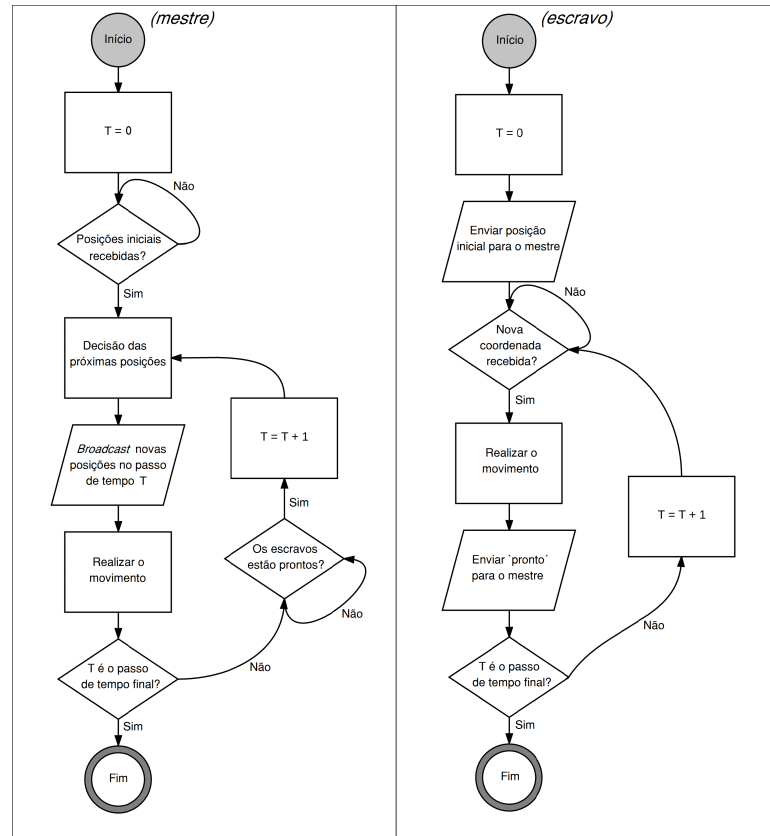 (mestre)
Início
T = 0
Não
Posições iniciais
recebidas?
Sim
Decisão das
próximas posições
Broadcast novas
posições no passo
de tempo T
T = T + 1
Sim
Realizar o
movimento
Os escravos
estão prontos?
Não
T é o passo
de tempo final?
Não
Sim
Fim
(escravo)
Início
T = 0
Enviar posição
inicial para o mestre
Não
Nova
coordenada
recebida?
Sim
Realizar o
movimento
T = T + 1
Enviar `pronto´
para o mestre
Não
T é o passo
de tempo final?
Sim
Fim